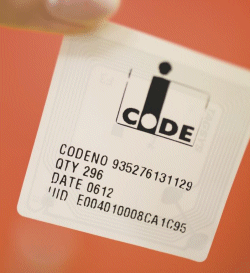 i
CODE
CODENO 935276131129
QTY 296
DATE 0612
UID E004010008CA1C95